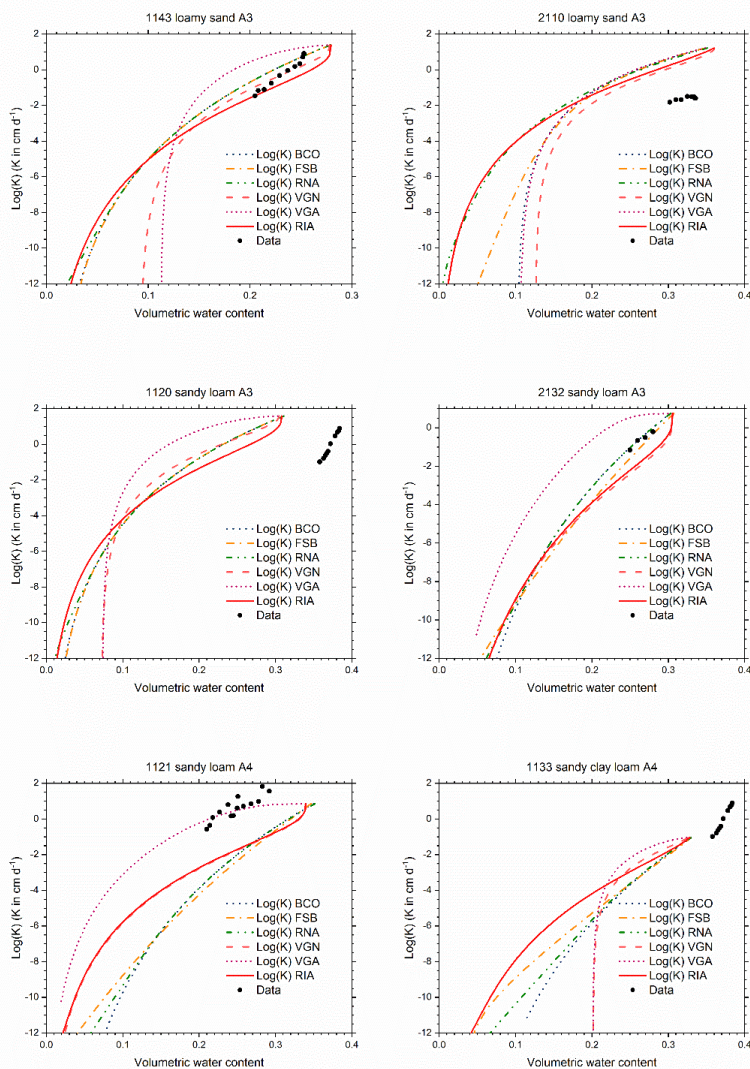 1143 loamy sand A3
2110 loamy sand A3
Log(K) (K in cm d⁻¹)
2
0
-2
-4
-6
-8
-10
-12
Log(K) BCO
Log(K) FSB
Log(K) RNA
Log(K) VGN
Log(K) VGA
Log(K) RIA
Data
0.0 0.1 0.2 0.3
Volumetric water content
Log(K) (K in cm d⁻¹)
2
0
-2
-4
-6
-8
-10
-12
Log(K) BCO
Log(K) FSB
Log(K) RNA
Log(K) VGN
Log(K) VGA
Log(K) RIA
Data
0.0 0.1 0.2 0.3 0.4
Volumetric water content
1120 sandy loam A3
2132 sandy loam A3
Log(K) (K in cm d⁻¹)
2
0
-2
-4
-6
-8
-10
-12
Log(K) BCO
Log(K) FSB
Log(K) RNA
Log(K) VGN
Log(K) VGA
Log(K) RIA
Data
0.0 0.1 0.2 0.3 0.4
Volumetric water content
Log(K) (K in cm d⁻¹)
2
0
-2
-4
-6
-8
-10
-12
Log(K) BCO
Log(K) FSB
Log(K) RNA
Log(K) VGN
Log(K) VGA
Log(K) RIA
Data
0.0 0.1 0.2 0.3 0.4
Volumetric water content
1121 sandy loam A4
1133 sandy clay loam A4
Log(K) (K in cm d⁻¹)
2
0
-2
-4
-6
-8
-10
-12
Log(K) BCO
Log(K) FSB
Log(K) RNA
Log(K) VGN
Log(K) VGA
Log(K) RIA
Data
0.0 0.1 0.2 0.3 0.4
Volumetric water content
Log(K) (K in cm d⁻¹)
2
0
-2
-4
-6
-8
-10
-12
Log(K) BCO
Log(K) FSB
Log(K) RNA
Log(K) VGN
Log(K) VGA
Log(K) RIA
Data
0.0 0.1 0.2 0.3 0.4
Volumetric water content